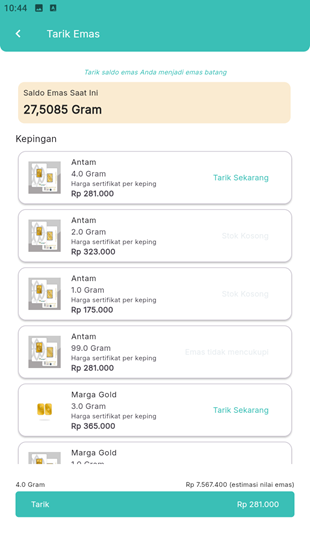 10:44
Tarik Emas
Tarik saldo emas Anda menjadi emas batang
Saldo Emas Saat Ini
27,5085 Gram
Kepingan
Antam
4.0 Gram
Harga sertifikat per keping
Rp 281.000
Tarik Sekarang
Antam
2.0 Gram
Harga sertifikat per keping
Rp 323.000
Stok Kosong
Antam
1.0 Gram
Harga sertifikat per keping
Rp 175.000
Stok Kosong
Antam
99.0 Gram
Harga sertifikat per keping
Rp 281.000
Emas tidak mencukupi
Marga Gold
3.0 Gram
Harga sertifikat per keping
Rp 365.000
Tarik Sekarang
Marga Gold
1.0 Gram
4.0 Gram
Rp 7.567.400 (estimasi nilai emas)
Tarik
Rp 281.000